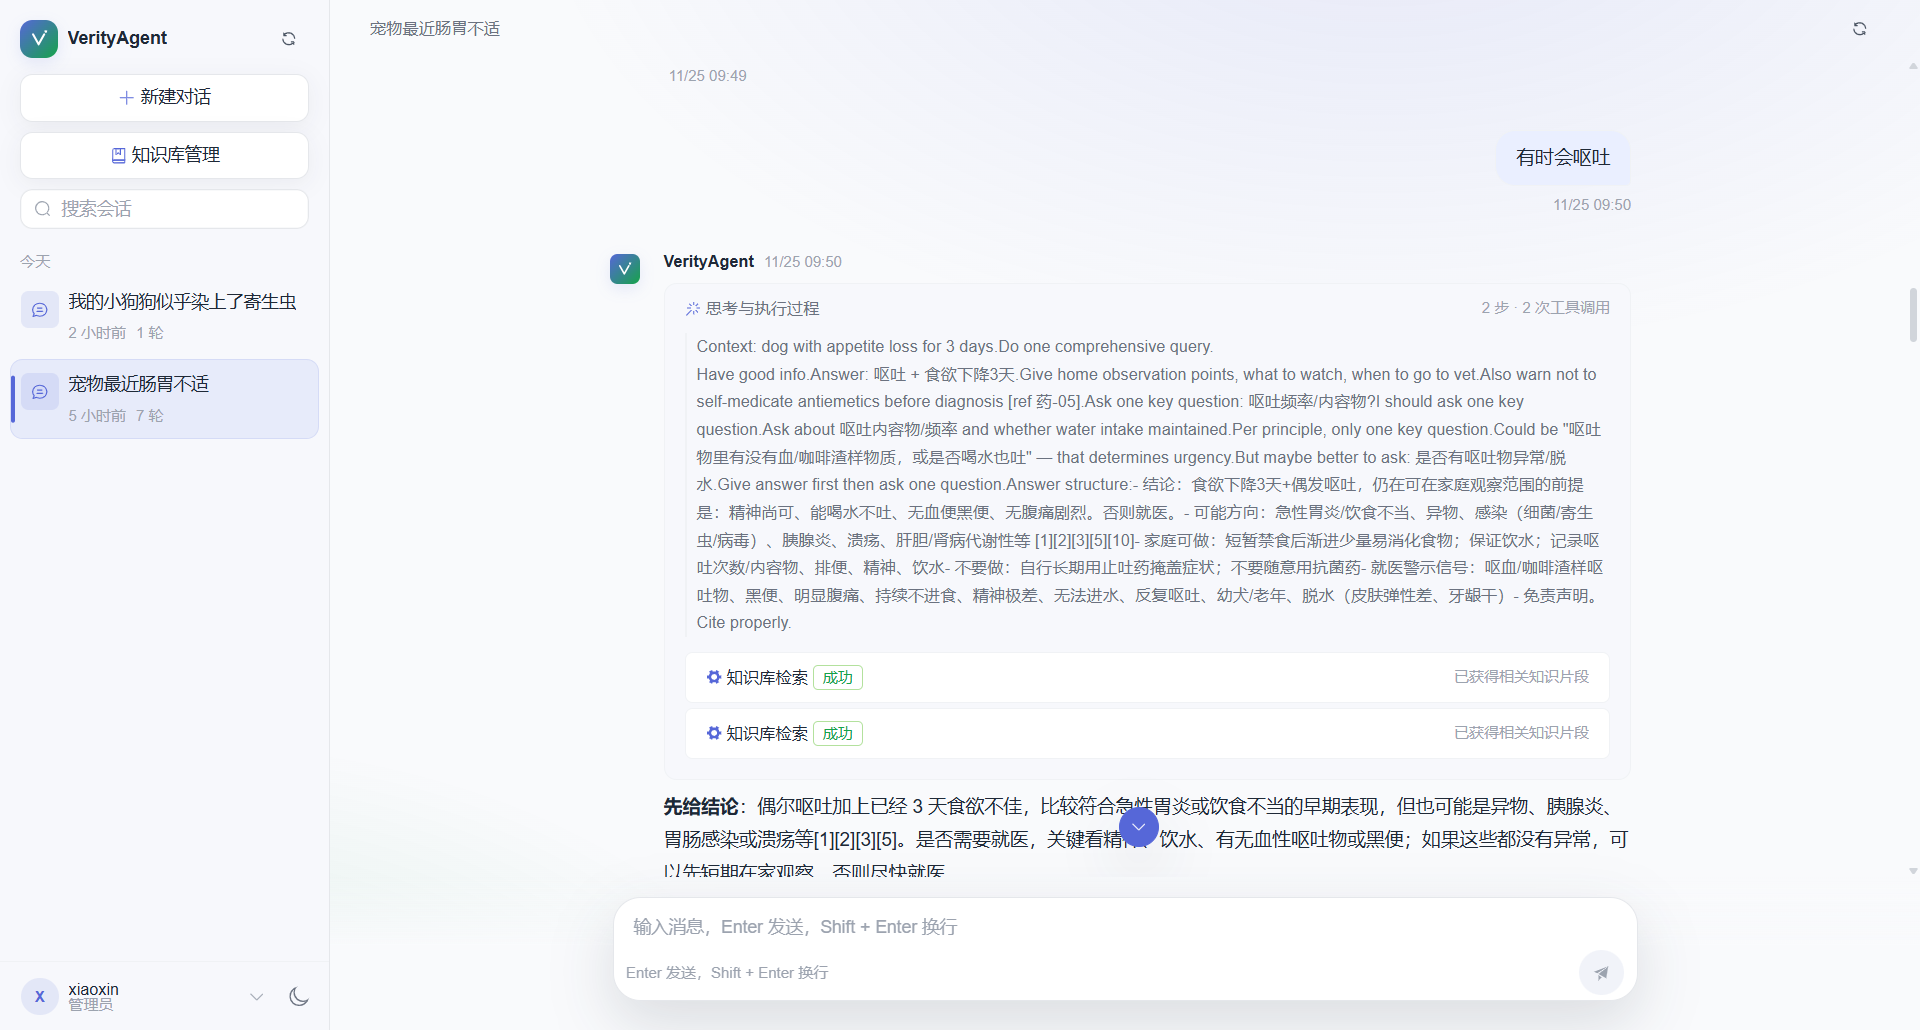 VerityAgent
新建对话
知识库管理
搜索会话
今天
我的小狗狗似乎染上了寄生虫
2 小时前 1 轮
宠物最近肠胃不适
5 小时前 7 轮
X
xiaoxin
管理员
宠物最近肠胃不适
11/25 09:49
有时会呕吐
11/25 09:50
VerityAgent 11/25 09:50
思考与执行过程
2 步 · 2 次工具调用
Context: dog with appetite loss for 3 days.Do one comprehensive query.
Have good info.Answer: 呕吐 + 食欲下降3天.Give home observation points, what to watch, when to go to vet.Also warn not to
self-medicate antiemetics before diagnosis [ref 药-05].Ask one key question: 呕吐频率/内容物?I should ask one key
question.Ask about 呕吐内容物/频率 and whether water intake maintained.Per principle, only one key question.Could be "呕吐
物里有没有血/咖啡渣样物质，或是否喝水也吐" — that determines urgency.But maybe better to ask: 是否有呕吐物异常/脱
水.Give answer first then ask one question.Answer structure:- 结论：食欲下降3天+偶发呕吐，仍在可在家庭观察范围的前提
是：精神尚可、能喝水不吐、无血便黑便、无腹痛剧烈。否则就医。- 可能方向：急性胃炎/饮食不当、异物、感染（细菌/寄生
虫/病毒）、胰腺炎、溃疡、肝胆/肾病代谢性等 [1][2][3][5][10]- 家庭可做：短暂禁食后渐进少量易消化食物；保证饮水；记录呕
吐次数/内容物、排便、精神、饮水- 不要做：自行长期用止吐药掩盖症状；不要随意用抗菌药- 就医警示信号：呕血/咖啡渣样呕
吐物、黑便、明显腹痛、持续不进食、精神极差、无法进水、反复呕吐、幼犬/老年、脱水（皮肤弹性差、牙龈干）- 免责声明。
Cite properly.
知识库检索 成功
已获得相关知识片段
知识库检索 成功
已获得相关知识片段
先给结论：偶尔呕吐加上已经 3 天食欲不佳，比较符合急性胃炎或饮食不当的早期表现，但也可能是异物、胰腺炎、
胃肠感染或溃疡等[1][2][3][5]。是否需要就医，关键看精 饮水、有无血性呕吐物或黑便；如果这些都没有异常，可
以先短期在家观察，否则尽快就医
输入消息，Enter 发送，Shift + Enter 换行
Enter 发送，Shift + Enter 换行